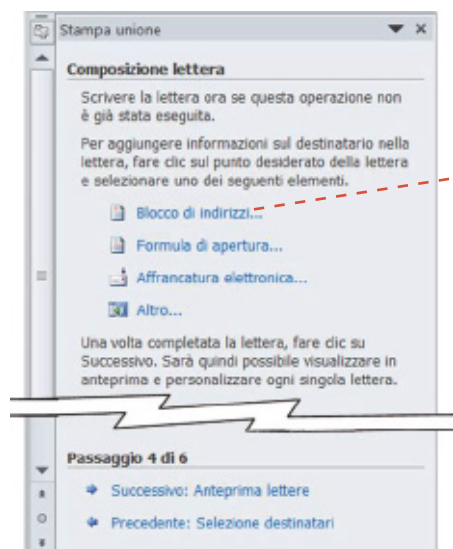 Stampa unione
Composizione lettera
Scrivere la lettera ora se questa operazione non
è già stata eseguita.
Per aggiungere informazioni sul destinatario nella
lettera, fare clic sul punto desiderato della lettera
e selezionare uno dei seguenti elementi.
Blocco di indirizzi...
Formula di apertura...
Affrancatura elettronica...
Altro...
Una volta completata la lettera, fare clic su
Successivo. Sarà quindi possibile visualizzare in
anteprima e personalizzare ogni singola lettera.
Passaggio 4 di 6
Successivo: Anteprima lettere
Precedente: Selezione destinatari